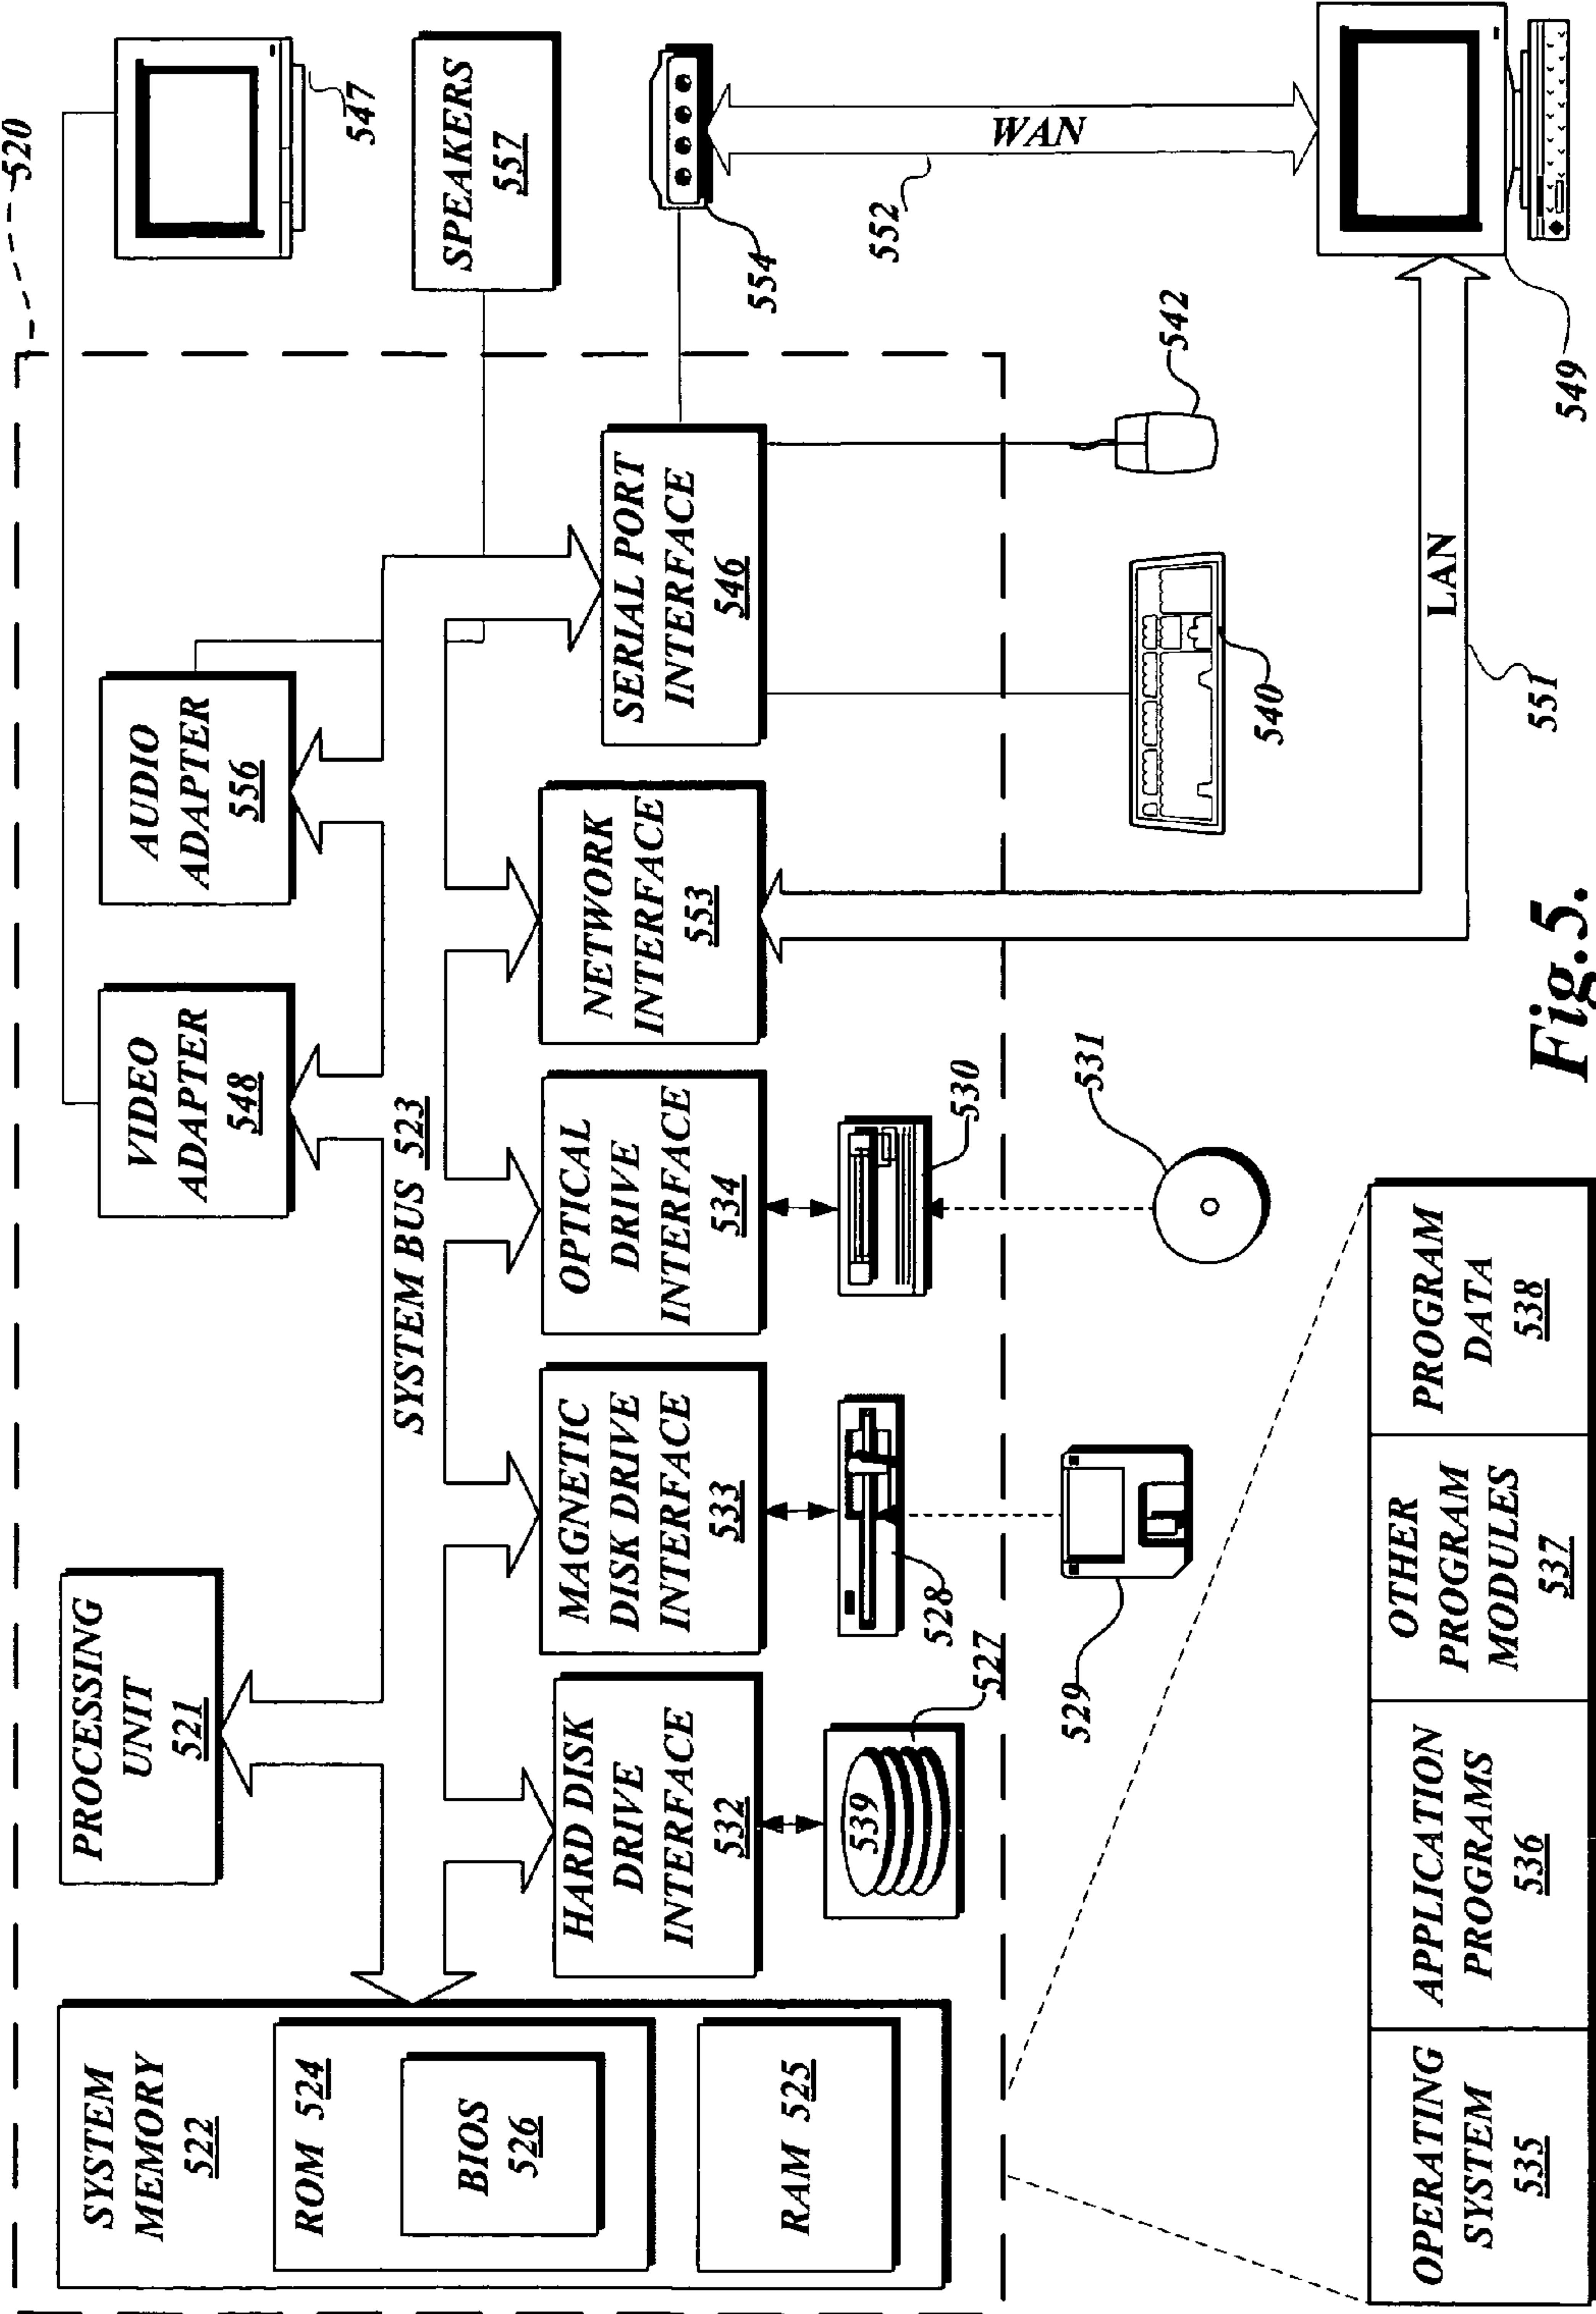 520
SYSTEM
MEMORY
522
ROM 524
BIOS
526
RAM 525
PROCESSING
UNIT
521
VIDEO
ADAPTER
548
AUDIO
ADAPTER
556
547
SPEAKERS
557
SYSTEM BUS 523
HARD DISK
DRIVE
INTERFACE
532
MAGNETIC
DISK DRIVE
INTERFACE
533
OPTICAL
DRIVE
INTERFACE
534
NETWORK
INTERFACE
553
SERIAL PORT
INTERFACE
546
554
539
527
528
530
529
531
540
542
552
WAN
LAN
551
549
OPERATING
SYSTEM
535
APPLICATION
PROGRAMS
536
OTHER
PROGRAM
MODULES
537
PROGRAM
DATA
538
Fig.5.